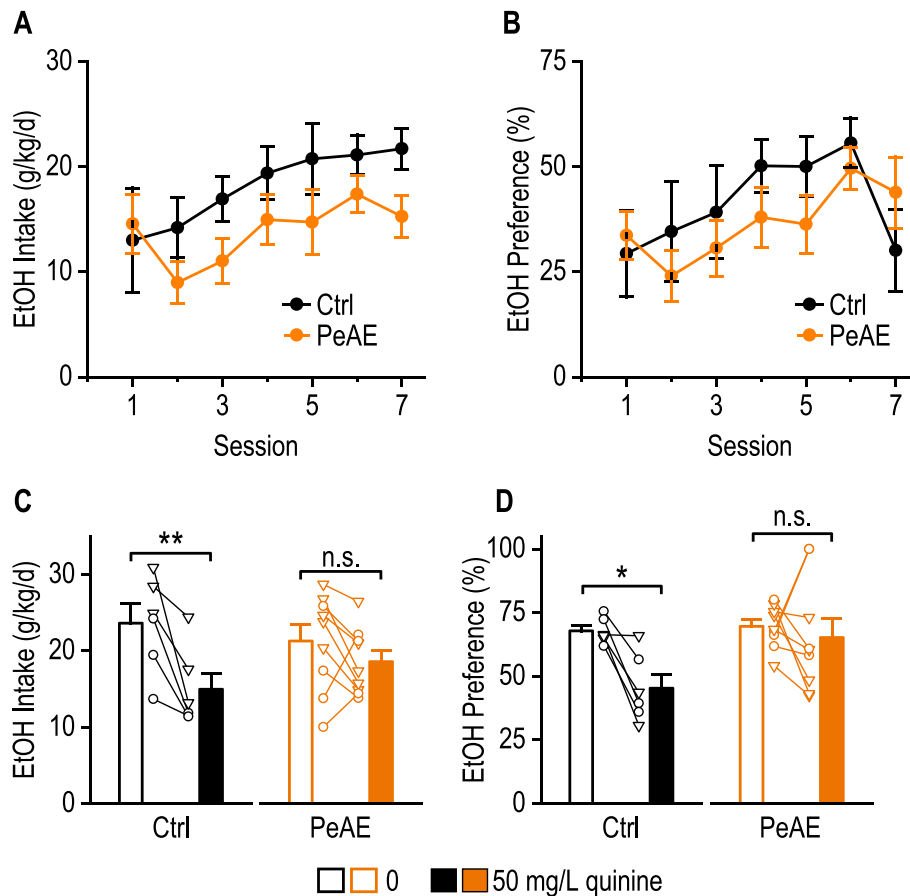 A
EtOH Intake (g/kg/d)
30
20
10
0
Ctrl
PeAE
1 3 5 7
Session
B
EtOH Preference (%)
75
50
25
0
Ctrl
PeAE
1 3 5 7
Session
C
EtOH Intake (g/kg/d)
30
20
10
0
**
n.s.
Ctrl PeAE
D
EtOH Preference (%)
100
75
50
25
0
*
n.s.
Ctrl PeAE
0 50 mg/L quinine